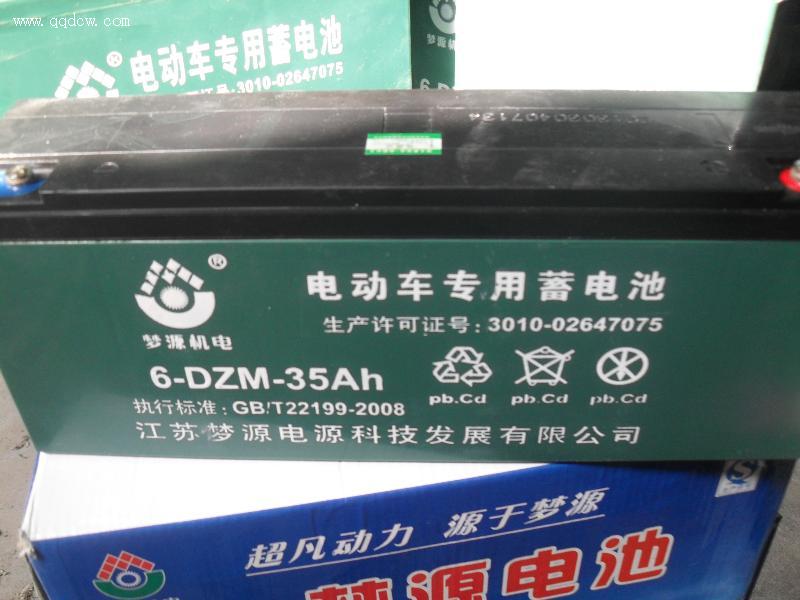 www.qqdcw.com
电动车专用蓄电池
证号:3010-02647075
6-D
电动车专用蓄电池
生产许可证号:3010-02647075
梦源机电
6-DZM-35Ah
pb.Cd pb.Cd pb.Cd
执行标准:GB/T22199-2008
江苏梦源电源科技发展有限公司
超凡动力 源于梦源
梦源电池